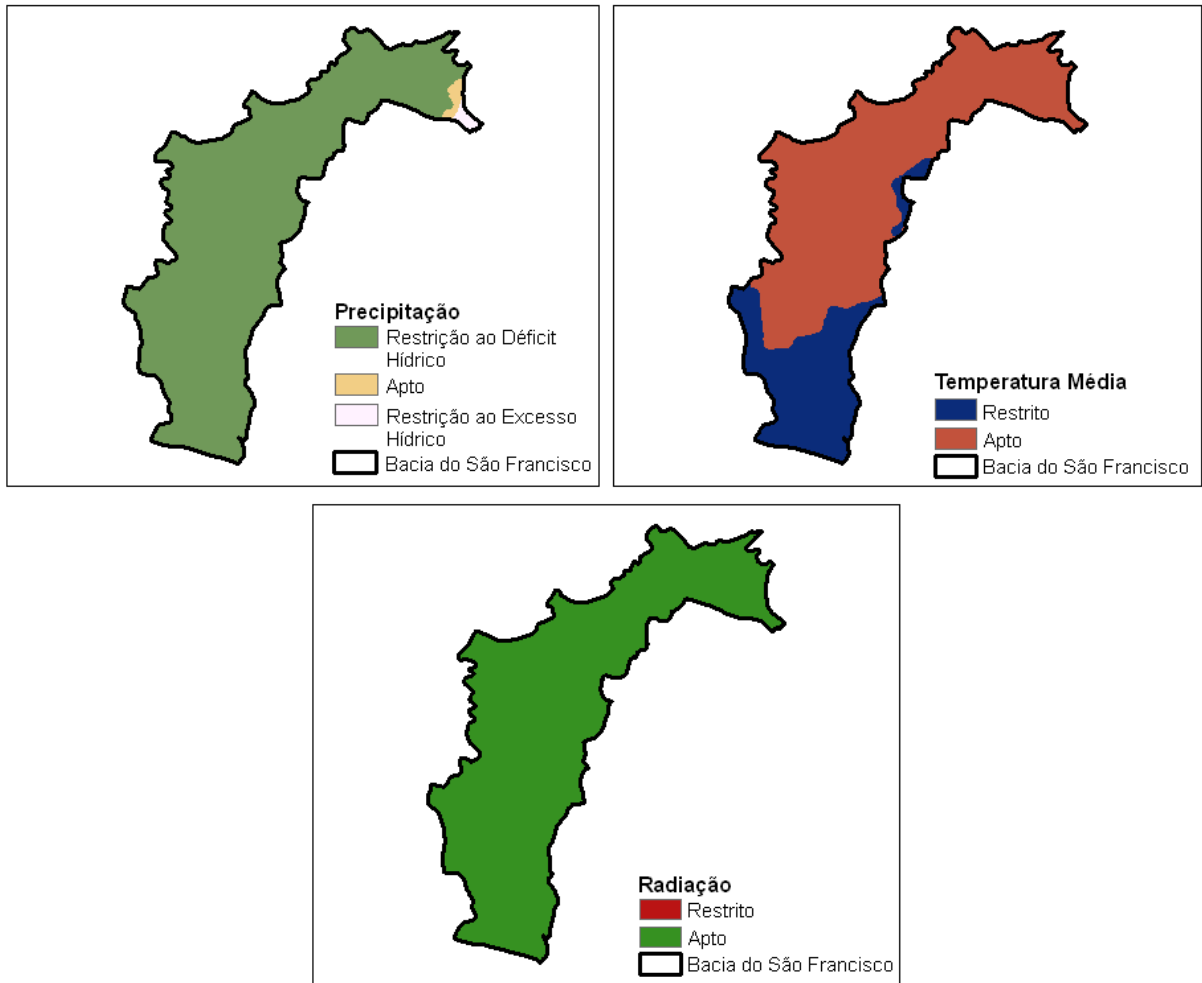 Precipitação
Restrição ao Déficit
Hídrico
Apto
Restrição ao Excesso
Hídrico
Bacia do São Francisco
Temperatura Média
Restrito
Apto
Bacia do São Francisco
Radiação
Restrito
Apto
Bacia do São Francisco